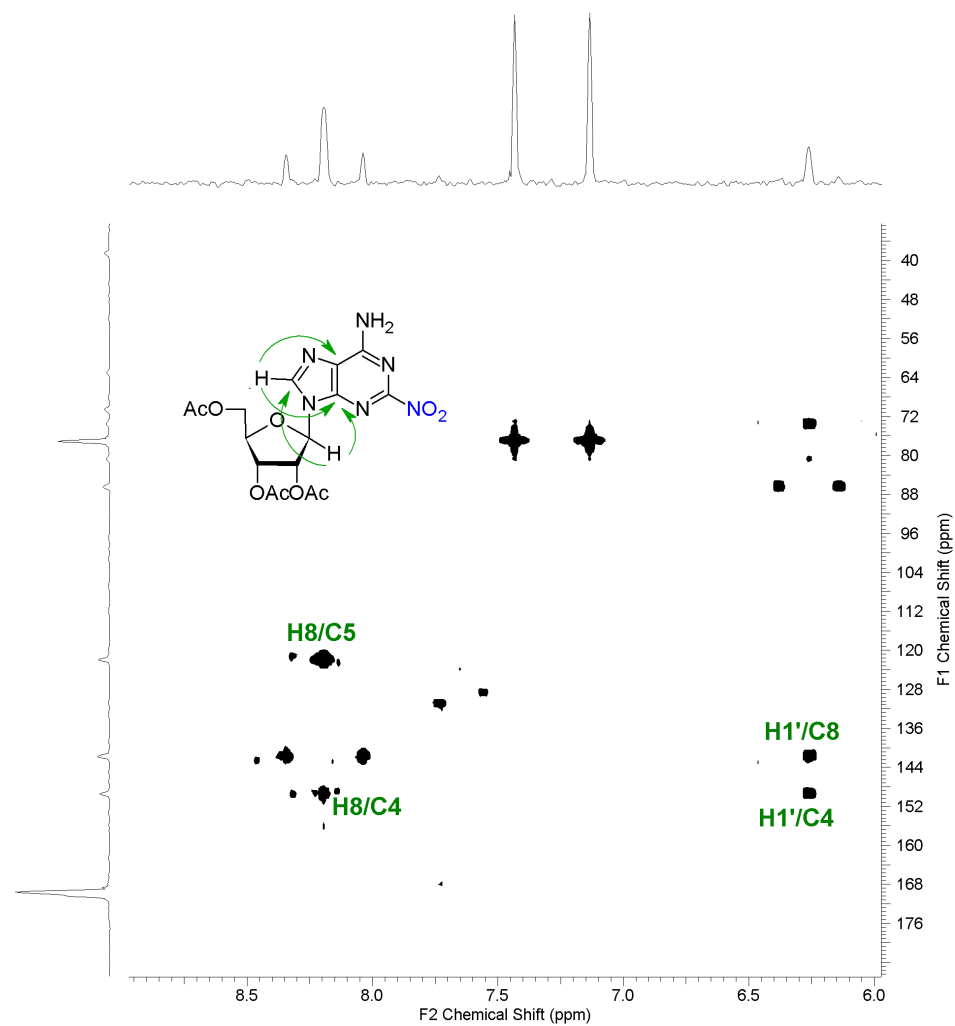 40
48
56
64
72
80
88
96
104
112
120
128
136
144
152
160
168
176
F1 Chemical Shift (ppm)
NH2
N
N
H
N
N
NO2
AcO
O
H
OAc
OAc
H8/C5
H1'/C8
H8/C4
H1'/C4
8.5
8.0
7.5
7.0
6.5
6.0
F2 Chemical Shift (ppm)